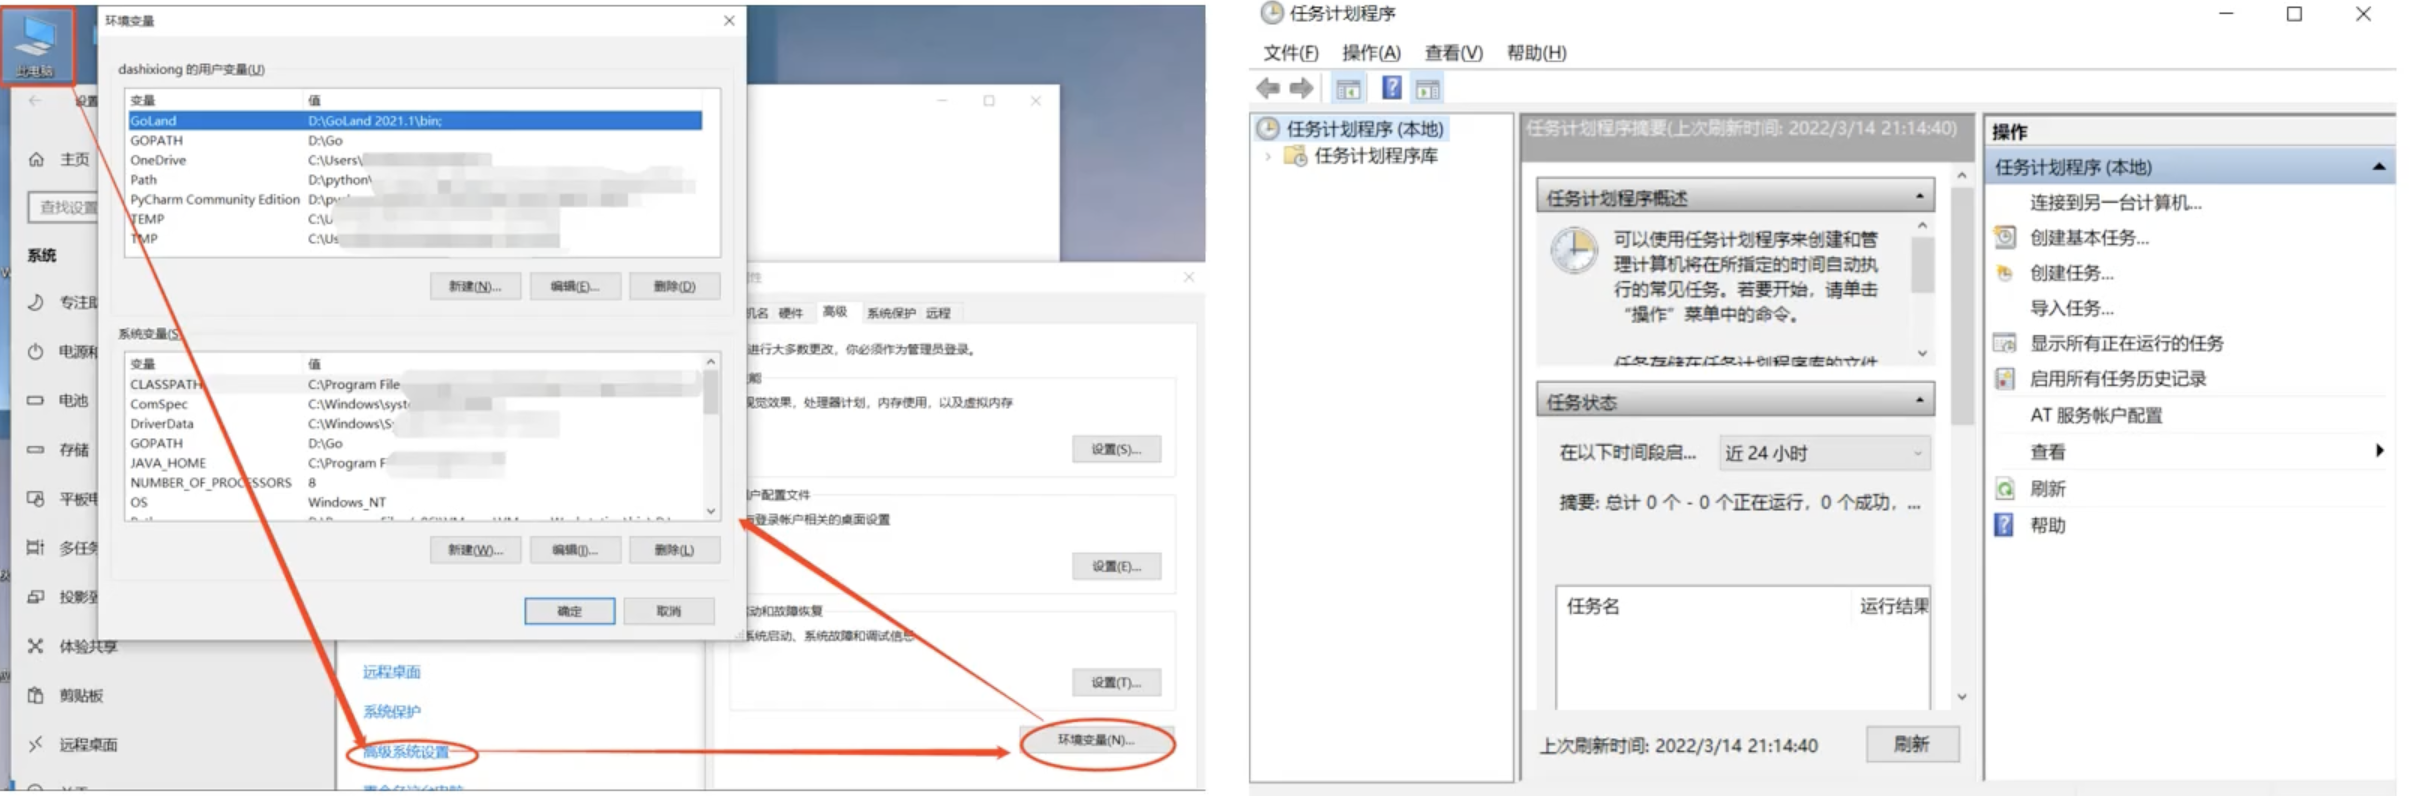 此电脑
环境变量
dashixiong 的用户变量(U)
变量 值
GoLand D:\GoLand 2021.1\bin;
GOPATH D:\Go
OneDrive C:\Users\
Path D:\python\
PyCharm Community Edition
TEMP C:\U
TMP C:\Us
新建(N)... 编辑(E)... 删除(D)
系统变量(S)
变量 值
CLASSPATH C:\Program File
ComSpec C:\Windows\syst
DriverData C:\Windows\S
GOPATH D:\Go
JAVA_HOME C:\Program F
NUMBER_OF_PROCESSORS 8
OS Windows_NT
新建(W)... 编辑(I)... 删除(L)
确定 取消
设置
主页
查找设置
系统
专注助
电源和
电池
存储
平板电
多任务
投影到
体验共享
剪贴板
远程桌面
远程桌面
系统保护
高级系统设置
机名 硬件 高级 系统保护 远程
进行大多数更改，你必须作为管理员登录。
视觉效果，处理器计划，内存使用，以及虚拟内存
设置(S)...
户配置文件
登录帐户相关的桌面设置
设置(E)...
动和故障恢复
系统启动、系统故障和调试信息
设置(T)...
环境变量(N)...
任务计划程序
文件(F) 操作(A) 查看(V) 帮助(H)
任务计划程序 (本地)
任务计划程序库
任务计划程序摘要(上次刷新时间: 2022/3/14 21:14:40)
任务计划程序概述
可以使用任务计划程序来创建和管
理计算机将在所指定的时间自动执
行的常见任务。若要开始，请单击
“操作”菜单中的命令。
任务存储在任务计划程序库的文件
任务状态
在以下时间段启... 近 24 小时
摘要: 总计 0 个 - 0 个正在运行，0 个成功，...
任务名 运行结果
上次刷新时间: 2022/3/14 21:14:40 刷新
操作
任务计划程序 (本地)
连接到另一台计算机...
创建基本任务...
创建任务...
导入任务...
显示所有正在运行的任务
启用所有任务历史记录
AT 服务帐户配置
查看
刷新
帮助